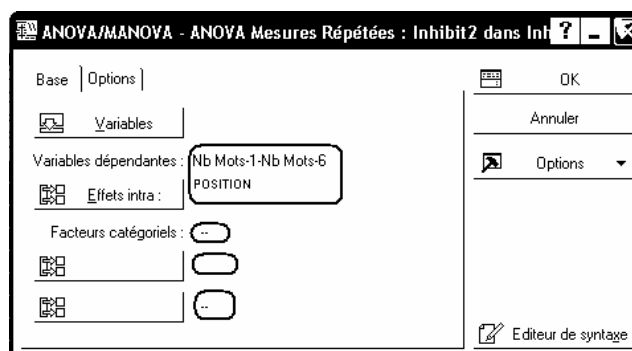 ANOVA/MANOVA - ANOVA Mesures Répétées : Inhibit2 dans Inh
Base Options
OK
Variables
Annuler
Variables dépendantes : Nb Mots-1-Nb Mots-6
Options
Effets intra : POSITION
Facteurs catégoriels : --
--
Editeur de syntaxe